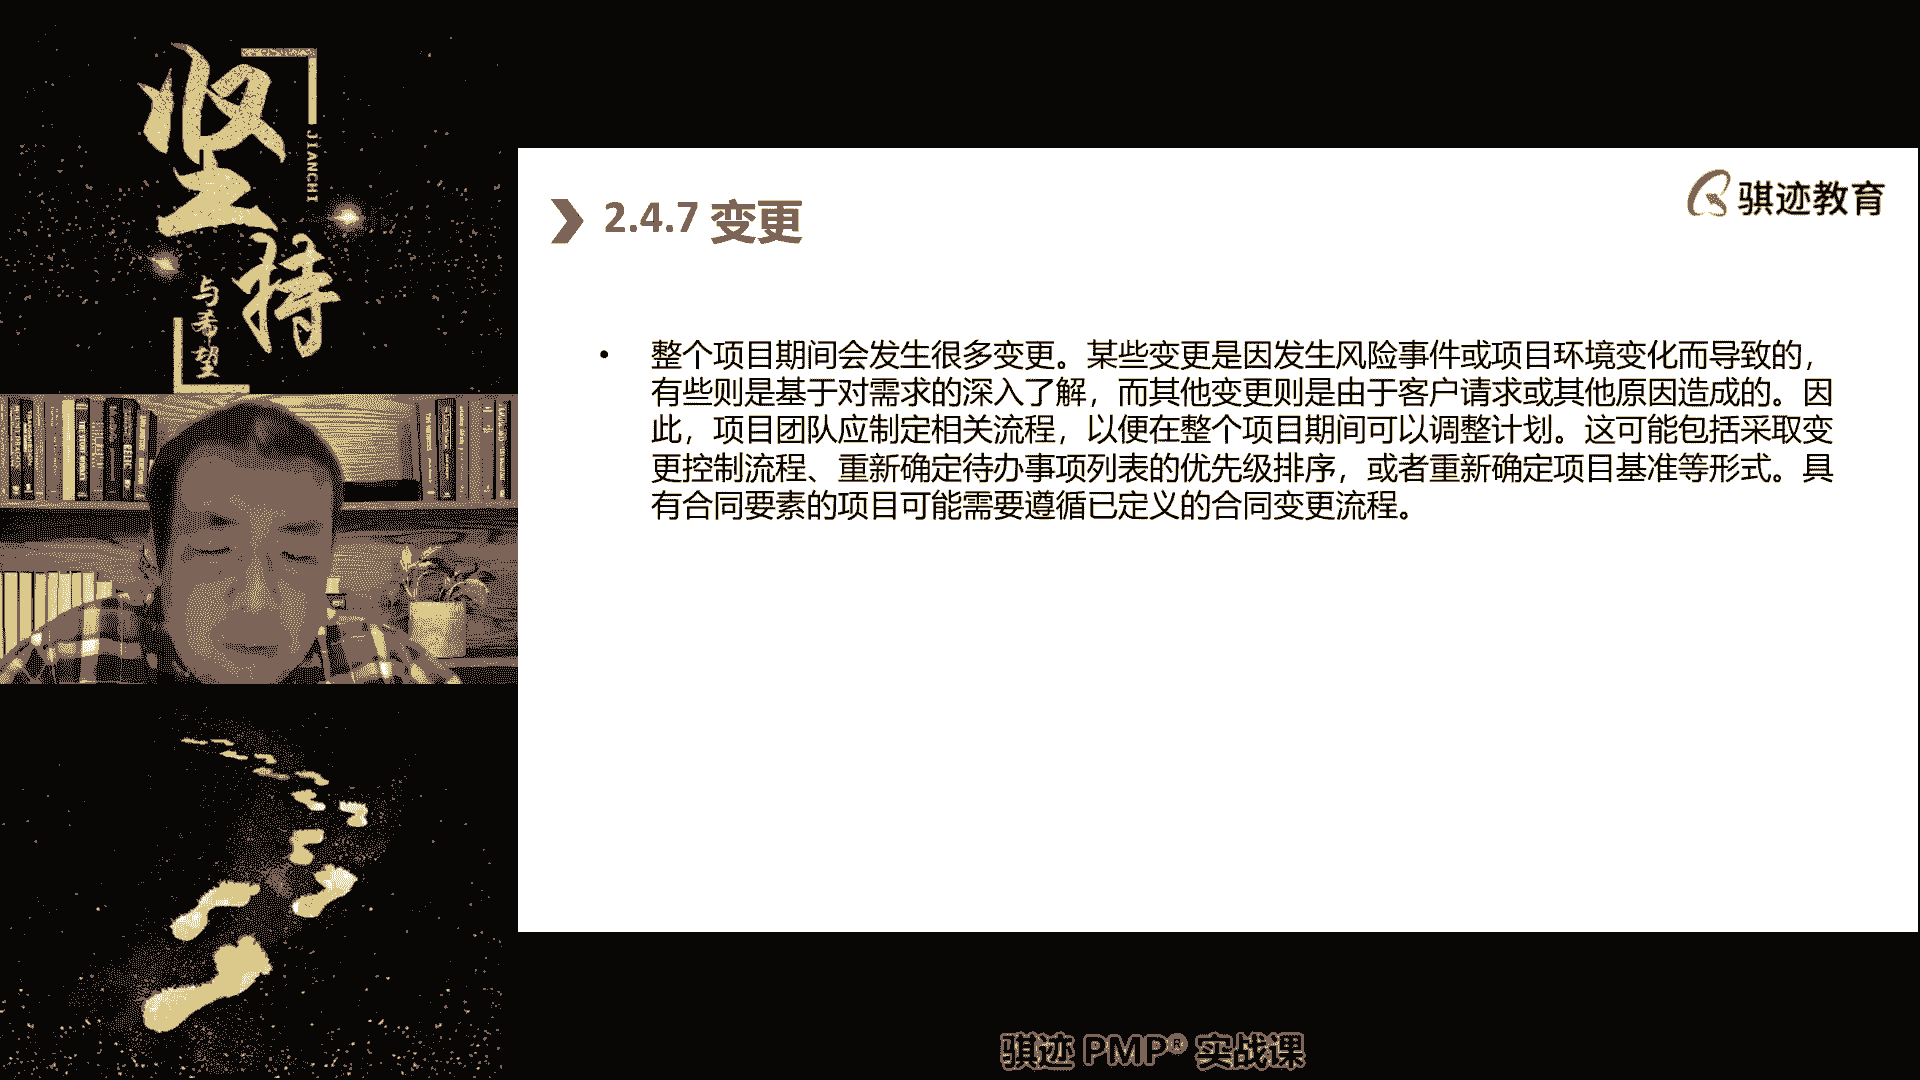 坚持
JIANCHI
与希望
骐迹教育
2.4.7 变更
• 整个项目期间会发生很多变更。某些变更是因发生风险事件或项目环境变化而导致的，
有些则是基于对需求的深入了解，而其他变更则是由于客户请求或其他原因造成的。因
此，项目团队应制定相关流程，以便在整个项目期间可以调整计划。这可能包括采取变
更控制流程、重新确定待办事项列表的优先级排序，或者重新确定项目基准等形式。具
有合同要素的项目可能需要遵循已定义的合同变更流程。
骐迹 PMP® 实战课